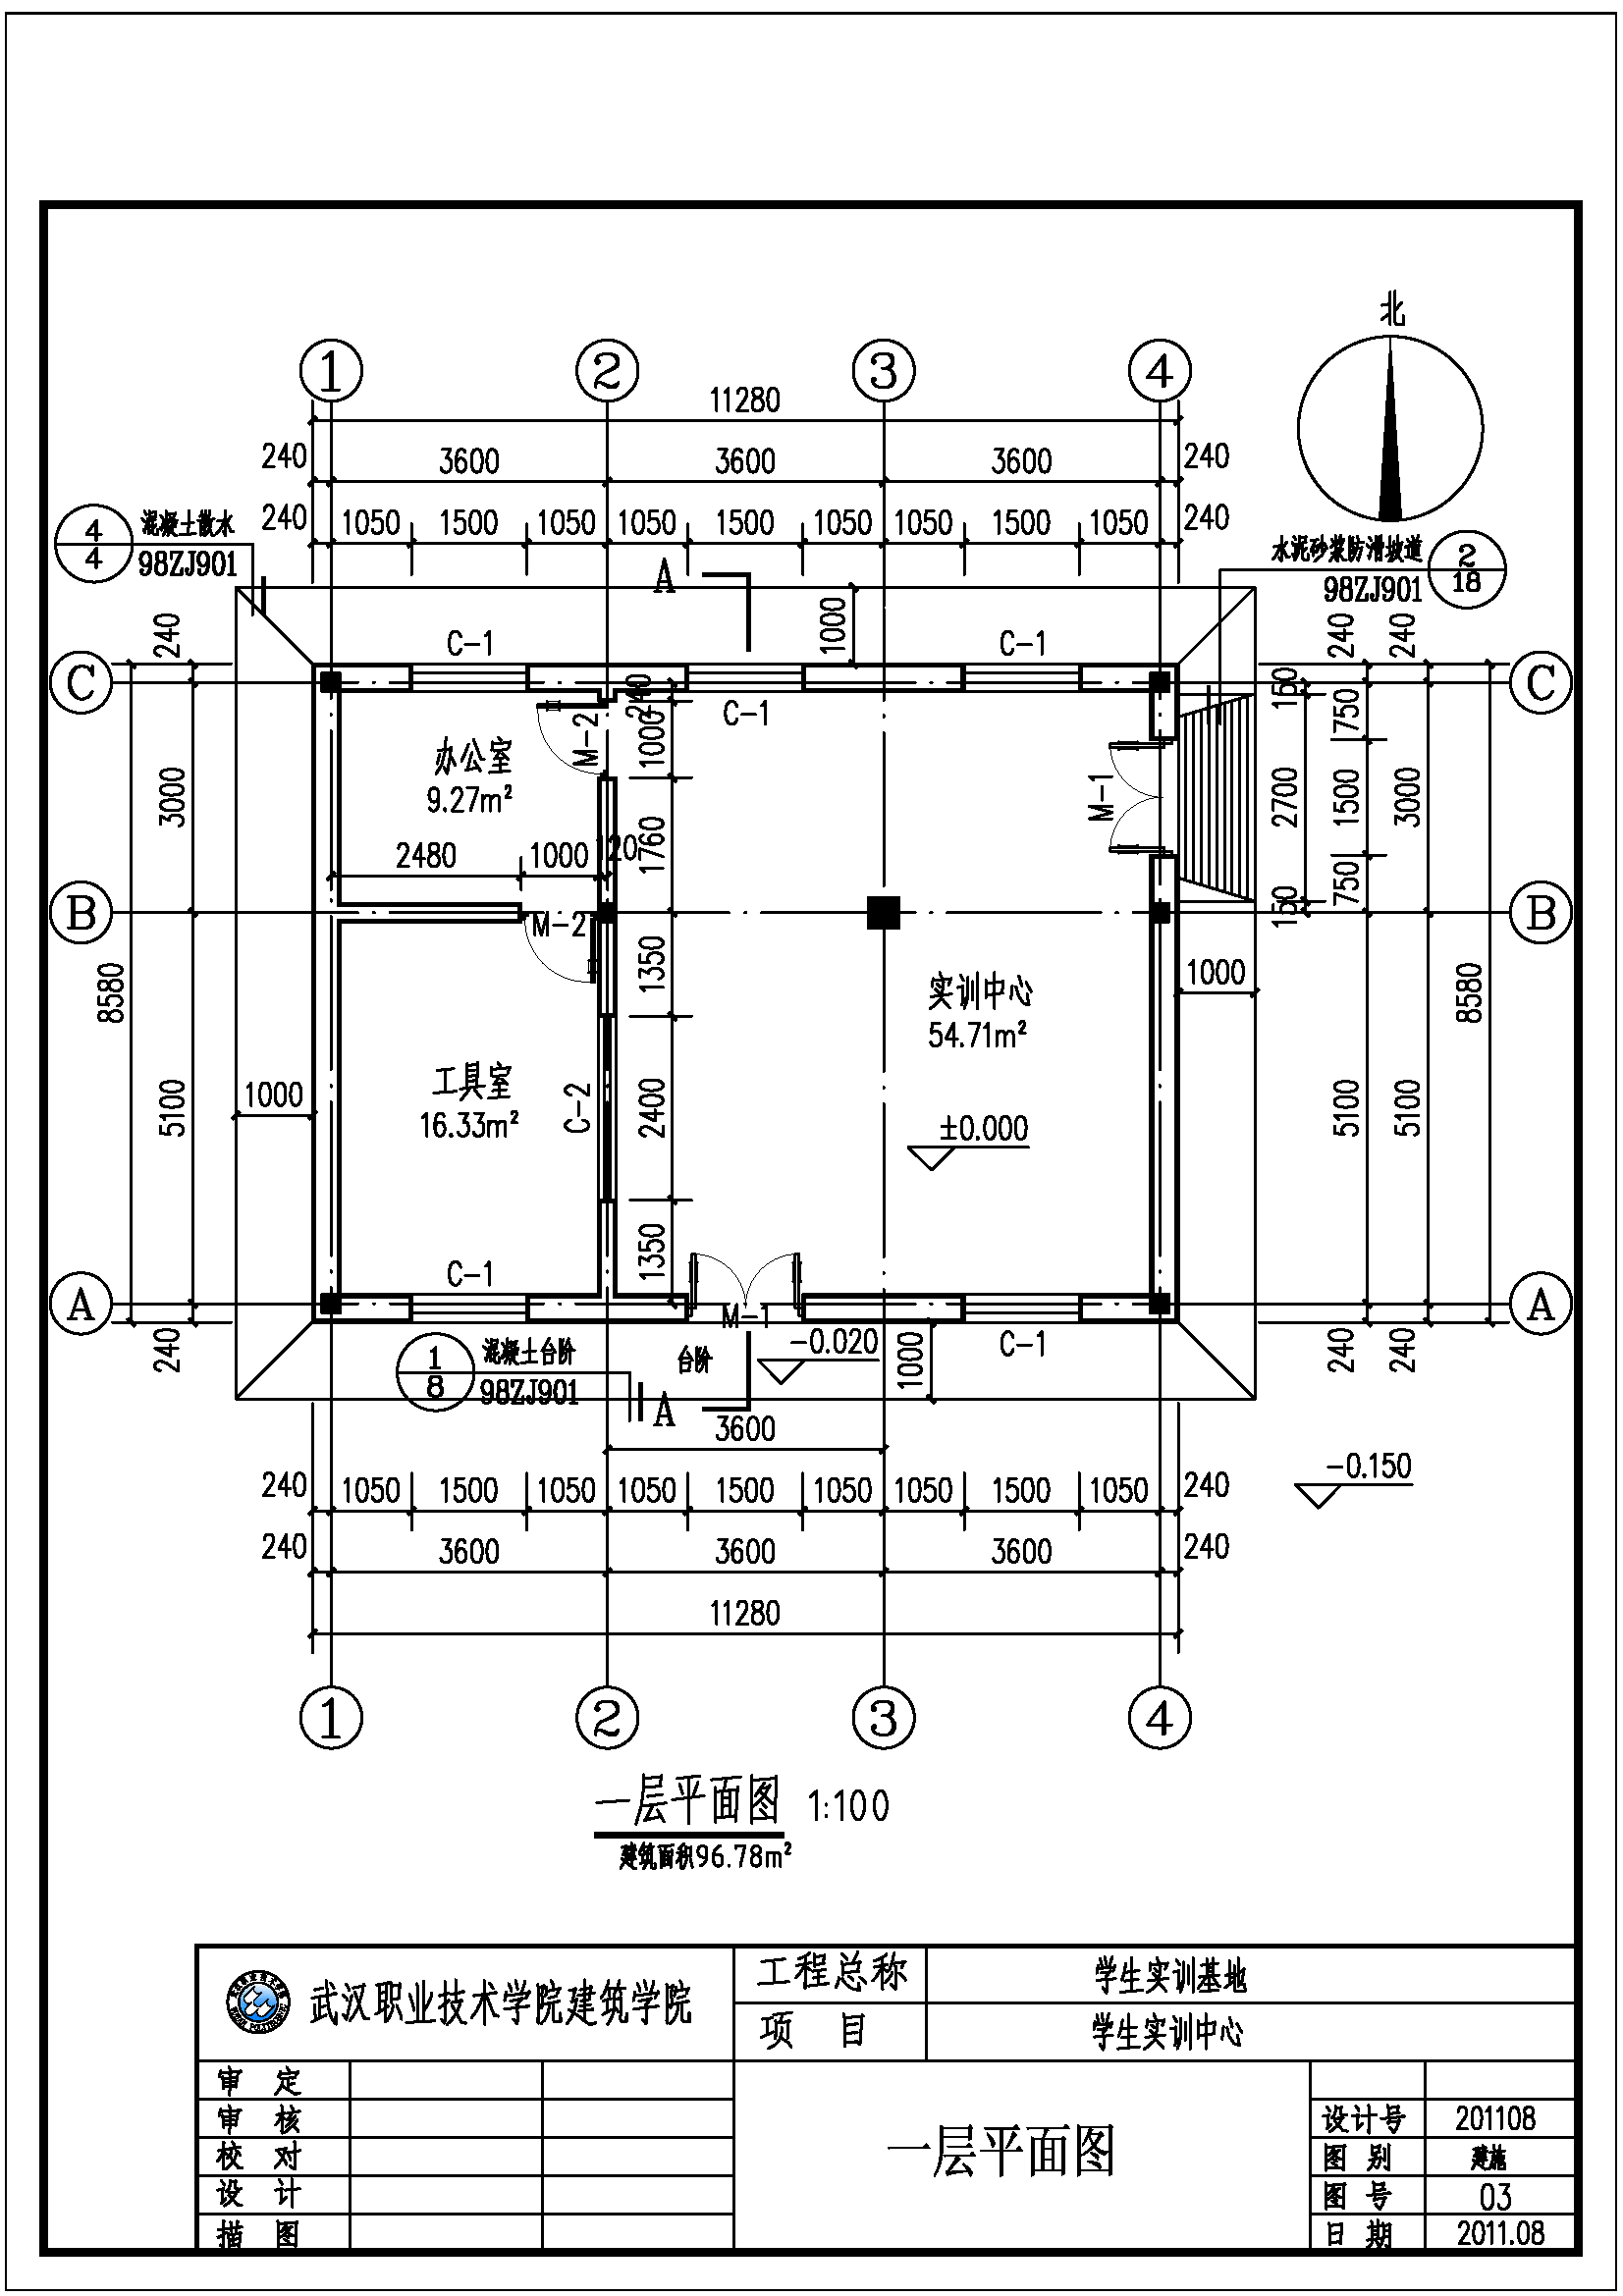 北
1 2 3 4
11280
240 3600 3600 3600 240
240 1050 1500 1050 1050 1500 1050 1050 1500 1050 240
4
4
混凝土散水
98ZJ901
水泥砂浆防滑坡道
98ZJ901
2
18
A
1000
240
240
240
C-1
C-1
C
C
240
C-1
150
750
M-2
1000
办公室
9.27m²
M-1
3000
2700
1500
3000
1760
2480 1000 120
750
150
B
B
M-2
1350
实训中心
54.71m²
1000
8580
8580
工具室
16.33m²
1000
5100
C-2
2400
±0.000
5100
5100
1350
C-1
A
A
M-1
240
1
8
混凝土台阶
98ZJ901
台阶
-0.020
1000
C-1
240
240
A
3600
-0.150
240 1050 1500 1050 1050 1500 1050 1050 1500 1050 240
240 3600 3600 3600 240
11280
1 2 3 4
一层平面图 1:100
建筑面积96.78m²
武汉职业技术学院建筑学院
工程总称 学生实训基地
项 目 学生实训中心
审 定
审 核
校 对
设 计
描 图
一层平面图
设计号 201108
图 别 建施
图 号 03
日 期 2011.08